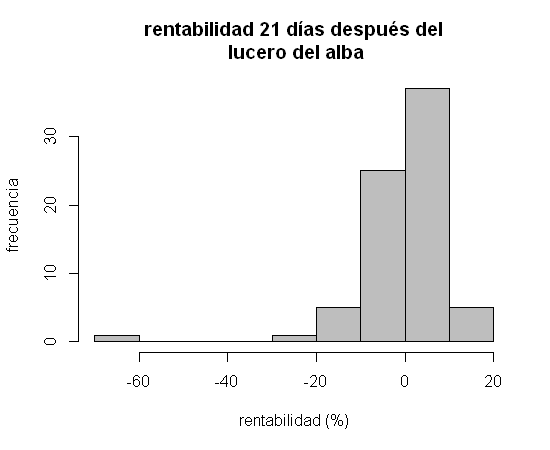 rentabilidad 21 días después del
lucero del alba
frecuencia
30
20
10
0
-60
-40
-20
0
20
rentabilidad (%)